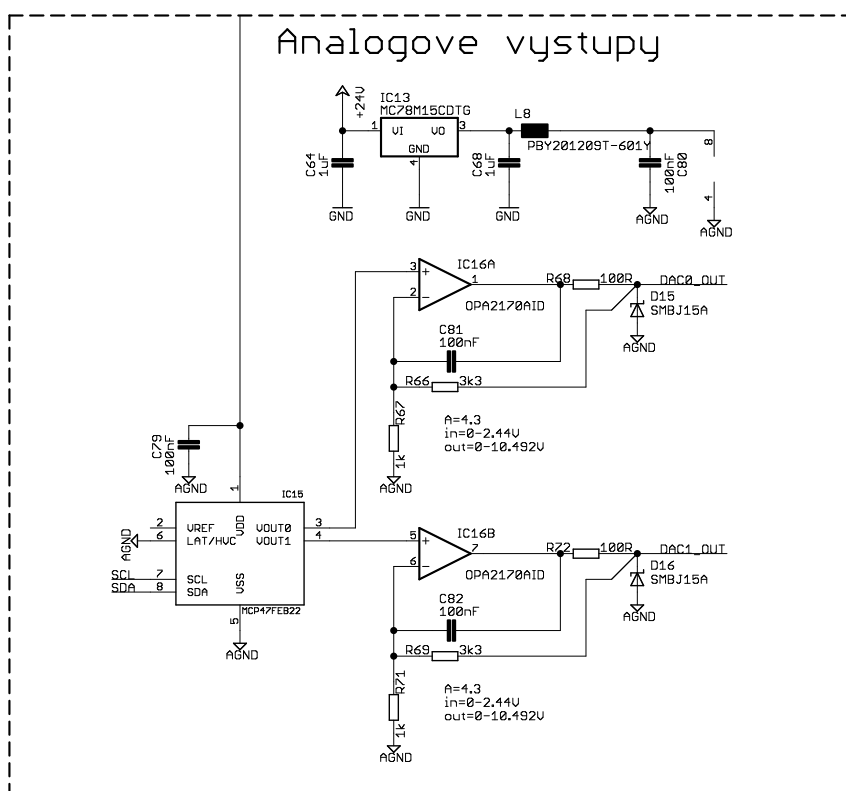 Analogove vystupy
+24V
IC13
MC78M15CDTG
1
VI
VO
3
GND
4
C64
1uF
C68
1uF
L8
PBY201209T-601Y
C80
100nF
8
4
GND
GND
GND
AGND
AGND
IC16A
3
+
2
-
1
OPA2170AID
R68
100R
DAC0_OUT
D15
SMBJ15A
AGND
C81
100nF
R66
3k3
R67
1k
AGND
A=4.3
in=0-2.44V
out=0-10.492V
C79
100nF
AGND
1
IC15
2
VREF
VDD
VOUT0
3
AGND
6
LAT/HVC
VOUT1
4
SCL
7
SCL
SDA
8
SDA
VSS
MCP47FEB22
5
AGND
IC16B
5
+
6
-
7
OPA2170AID
R72
100R
DAC1_OUT
D16
SMBJ15A
AGND
C82
100nF
R69
3k3
R71
1k
AGND
A=4.3
in=0-2.44V
out=0-10.492V